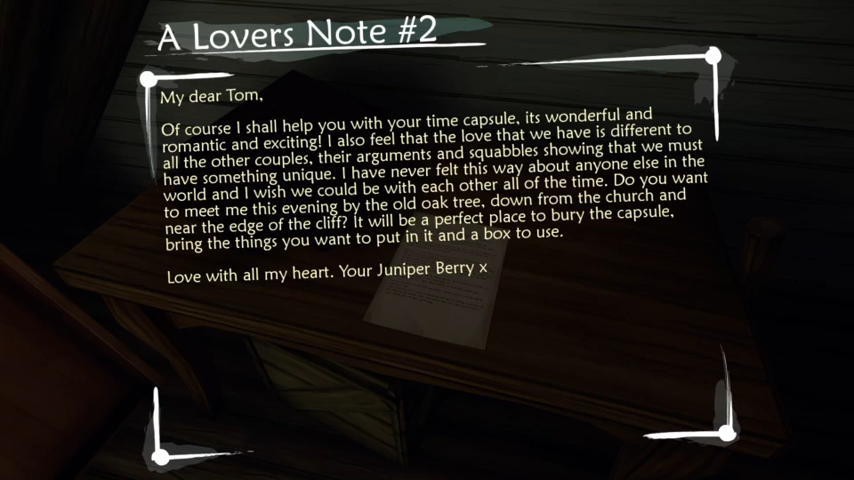 A Lovers Note #2
My dear Tom,
Of course I shall help you with your time capsule, its wonderful and
romantic and exciting! I also feel that the love that we have is different to
all the other couples, their arguments and squabbles showing that we must
have something unique. I have never felt this way about anyone else in the
world and I wish we could be with each other all of the time. Do you want
to meet me this evening by the old oak tree, down from the church and
near the edge of the cliff? It will be a perfect place to bury the capsule,
bring the things you want to put in it and a box to use.
Love with all my heart. Your Juniper Berry x